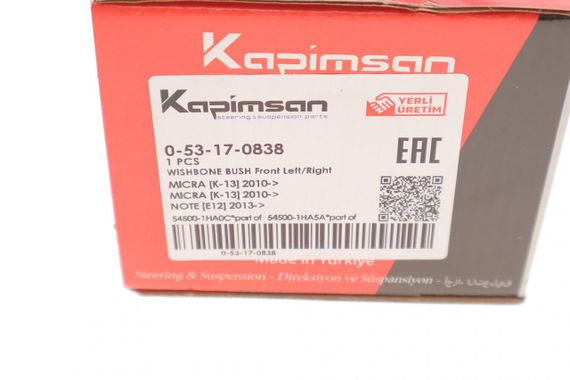 Kapimsan
Kapimsan
steering & suspension parts
YERLİ
ÜRETİM
0-53-17-0838
1 PCS
WISHBONE BUSH Front Left/Right
MICRA [K-13] 2010->
MICRA [K-13] 2010->
NOTE [E12] 2013->
EAC
54500-1HA0C*part of 54500-1HA5A*part of
0-53-17-0838
Made in Türkiye
Steering & Suspension - Direksiyon ve Süspansiyon -